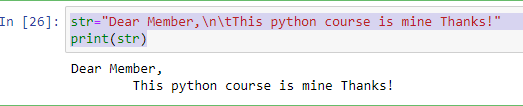 In [26]: str="Dear Member,\n\tThis python course is mine Thanks!"
print(str)
Dear Member,
        This python course is mine Thanks!